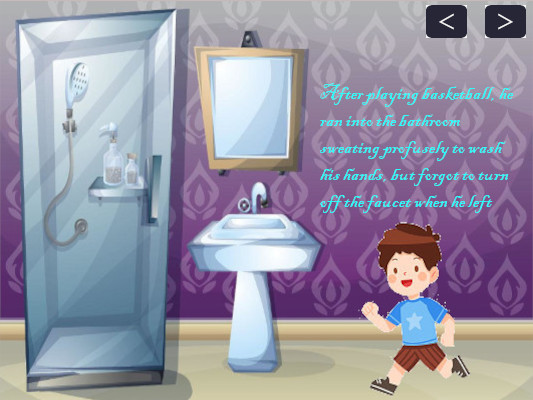 < >
After playing basketball, he
ran into the bathroom
sweating profusely to wash
his hands, but forgot to turn
off the faucet when he left